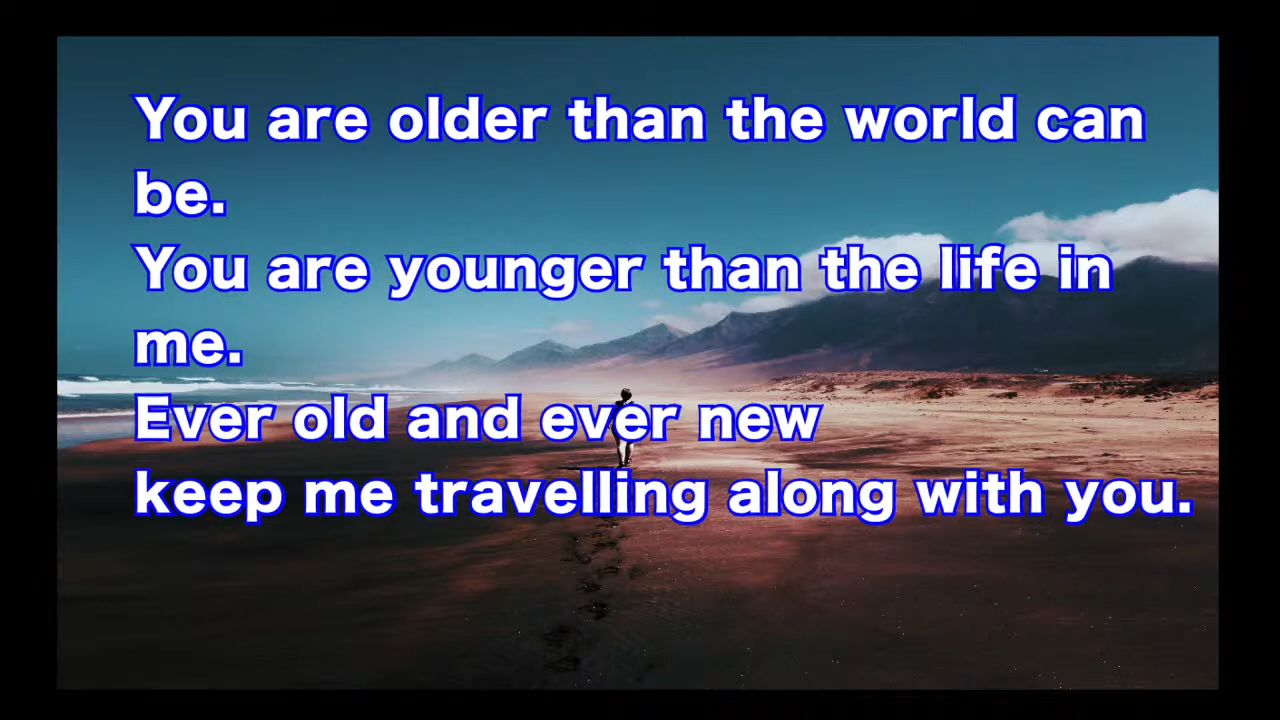 You are older than the world can
be.
You are younger than the life in
me.
Ever old and ever new
keep me travelling along with you.